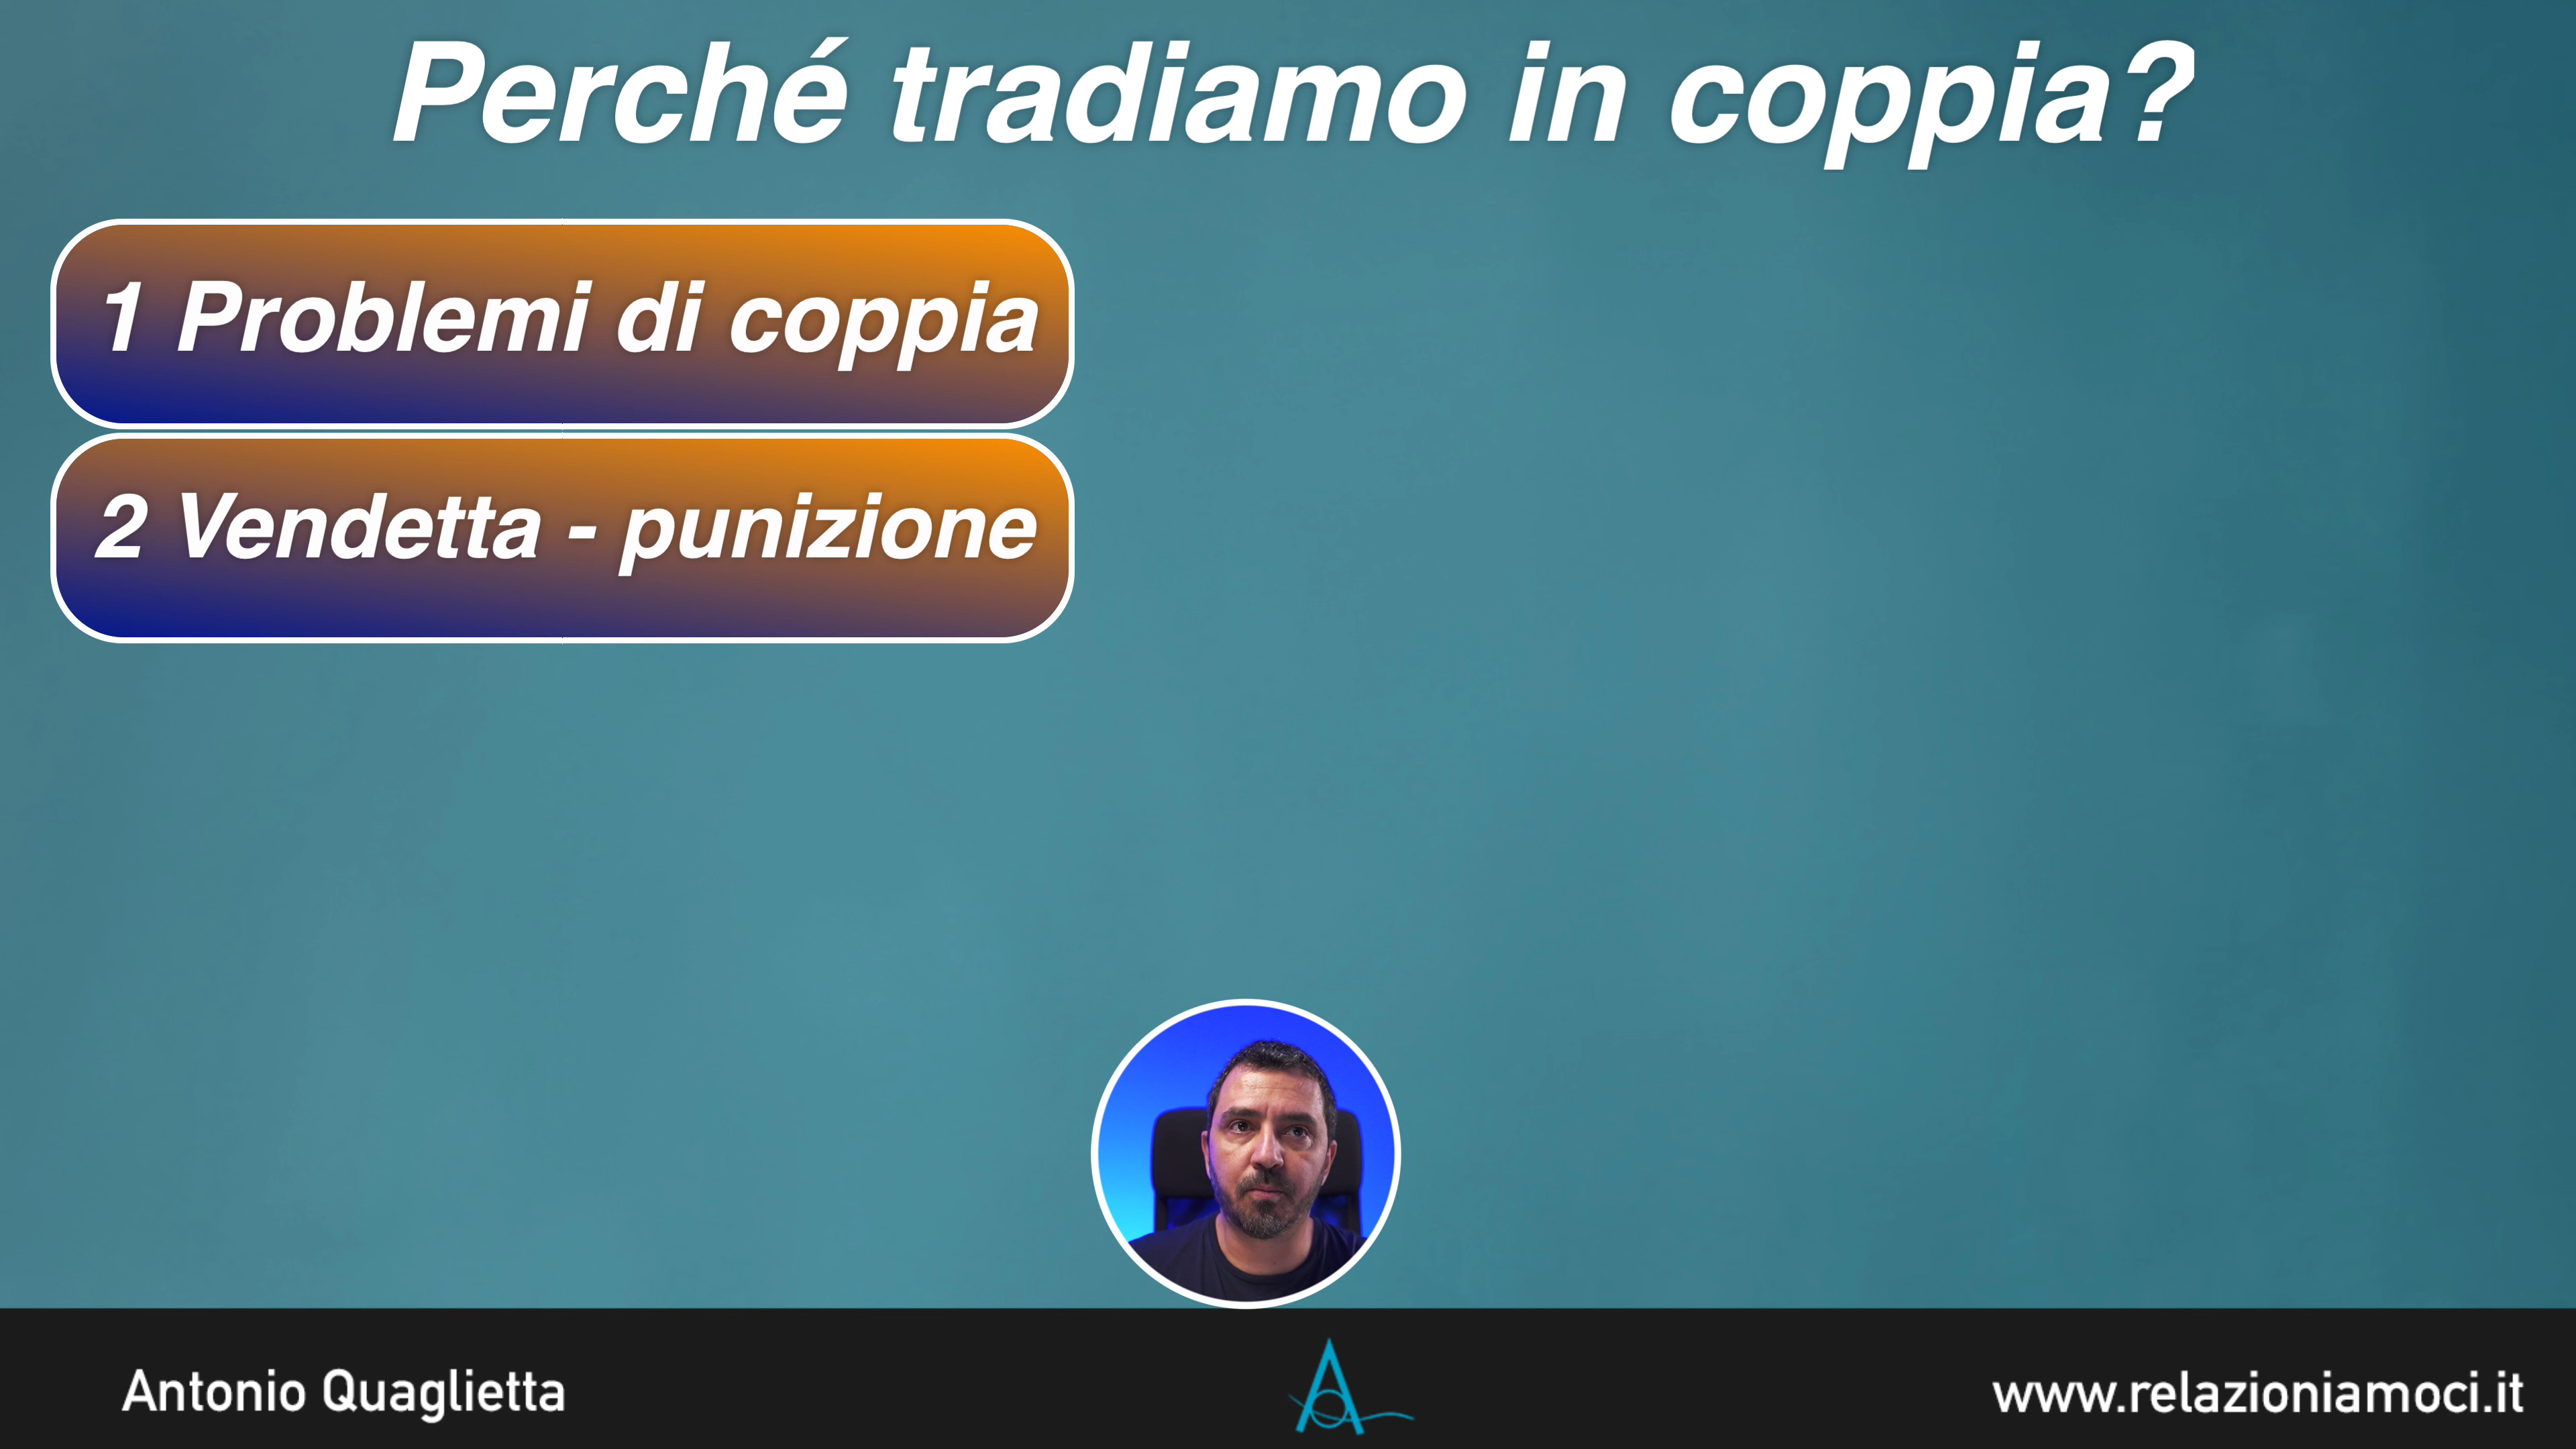 Perché tradiamo in coppia?
1 Problemi di coppia
2 Vendetta - punizione
Antonio Quaglietta
www.relazioniamoci.it